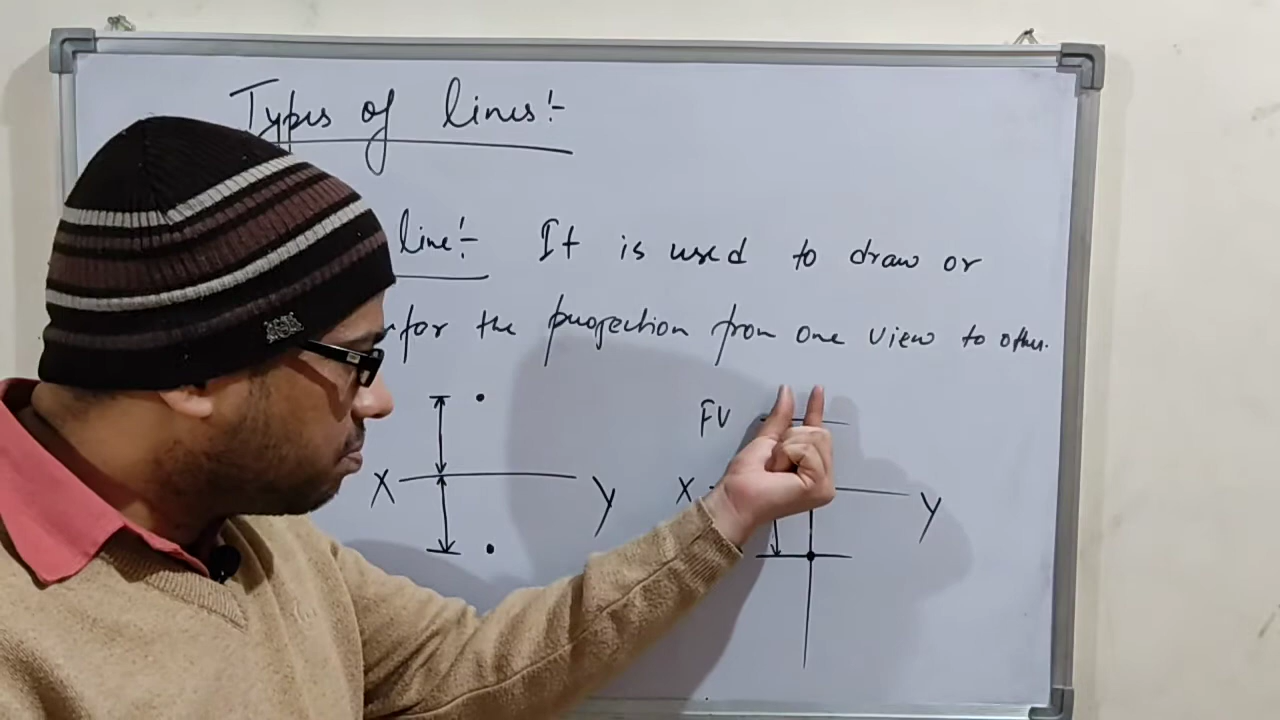 Types of lines:-
line:- It is used to draw or
for the projection from one view to other.
FV
X Y X Y